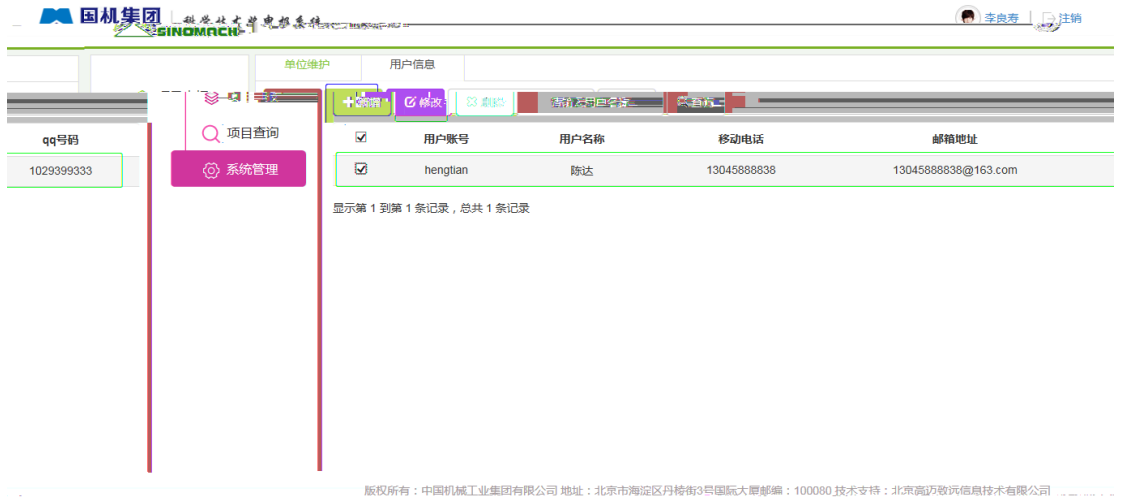 国机集团
SINOMACH
李良寿 注销
单位维护 用户信息
修改
qq号码 项目查询 用户账号 用户名称 移动电话 邮箱地址
1029399333 系统管理 hengtian 陈达 13045888838 13045888838@163.com
显示第 1 到第 1 条记录，总共 1 条记录
版权所有：中国机械工业集团有限公司 地址：北京市海淀区丹棱街3号国际大厦邮编：100080 技术支持：北京高迈致远信息技术有限公司